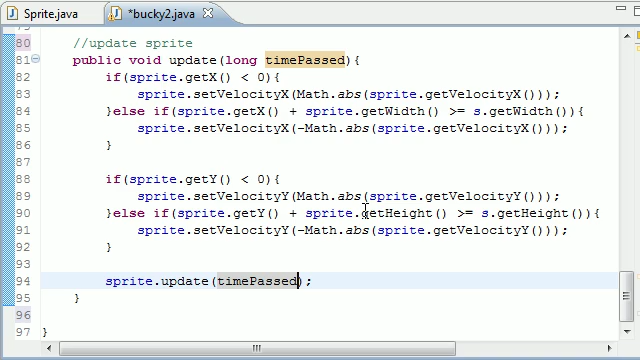 Sprite.java
*bucky2.java
80 //update sprite
81 public void update(long timePassed){
82 if(sprite.getX() < 0){
83 sprite.setVelocityX(Math.abs(sprite.getVelocityX()));
84 }else if(sprite.getX() + sprite.getWidth() >= s.getWidth()){
85 sprite.setVelocityX(-Math.abs(sprite.getVelocityX()));
86 }
87
88 if(sprite.getY() < 0){
89 sprite.setVelocityY(Math.abs(sprite.getVelocityY()));
90 }else if(sprite.getY() + sprite.getHeight() >= s.getHeight()){
91 sprite.setVelocityY(-Math.abs(sprite.getVelocityY()));
92 }
93
94 sprite.update(timePassed);
95 }
96
97 }